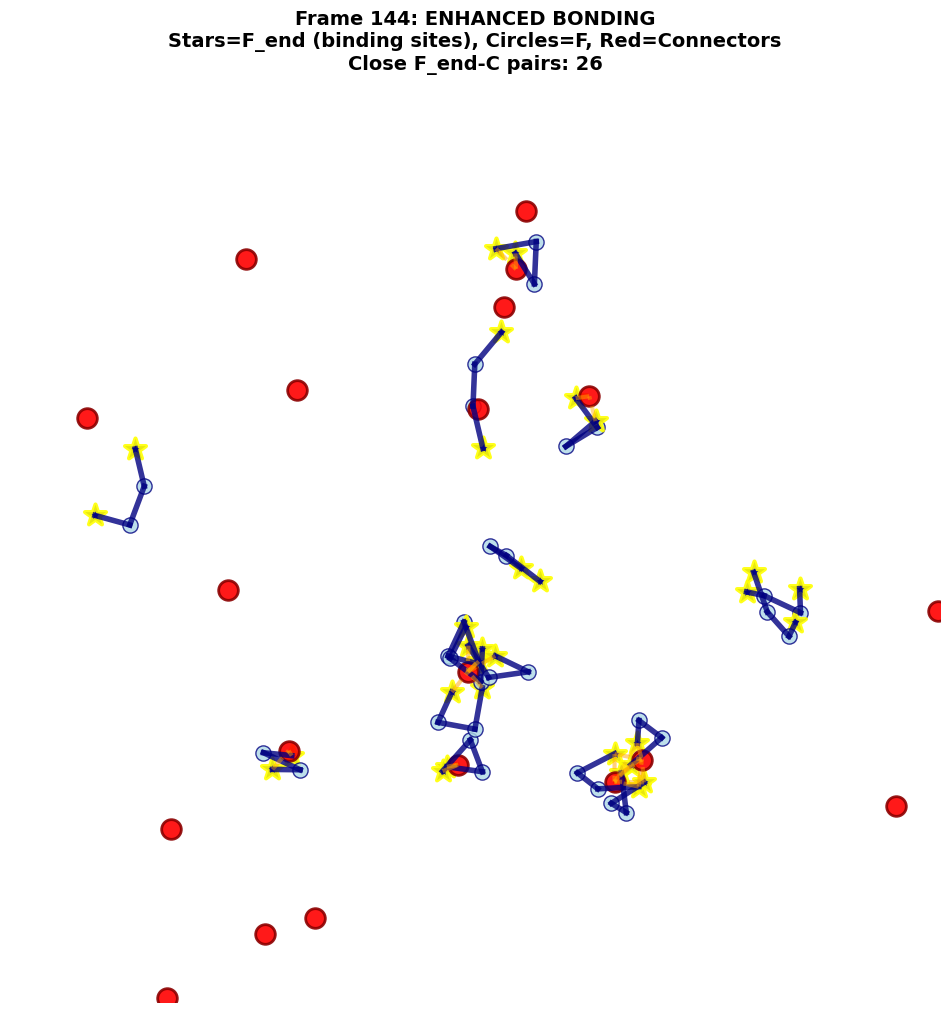 Frame 144: ENHANCED BONDING
Stars=F_end (binding sites), Circles=F, Red=Connectors
Close F_end-C pairs: 26